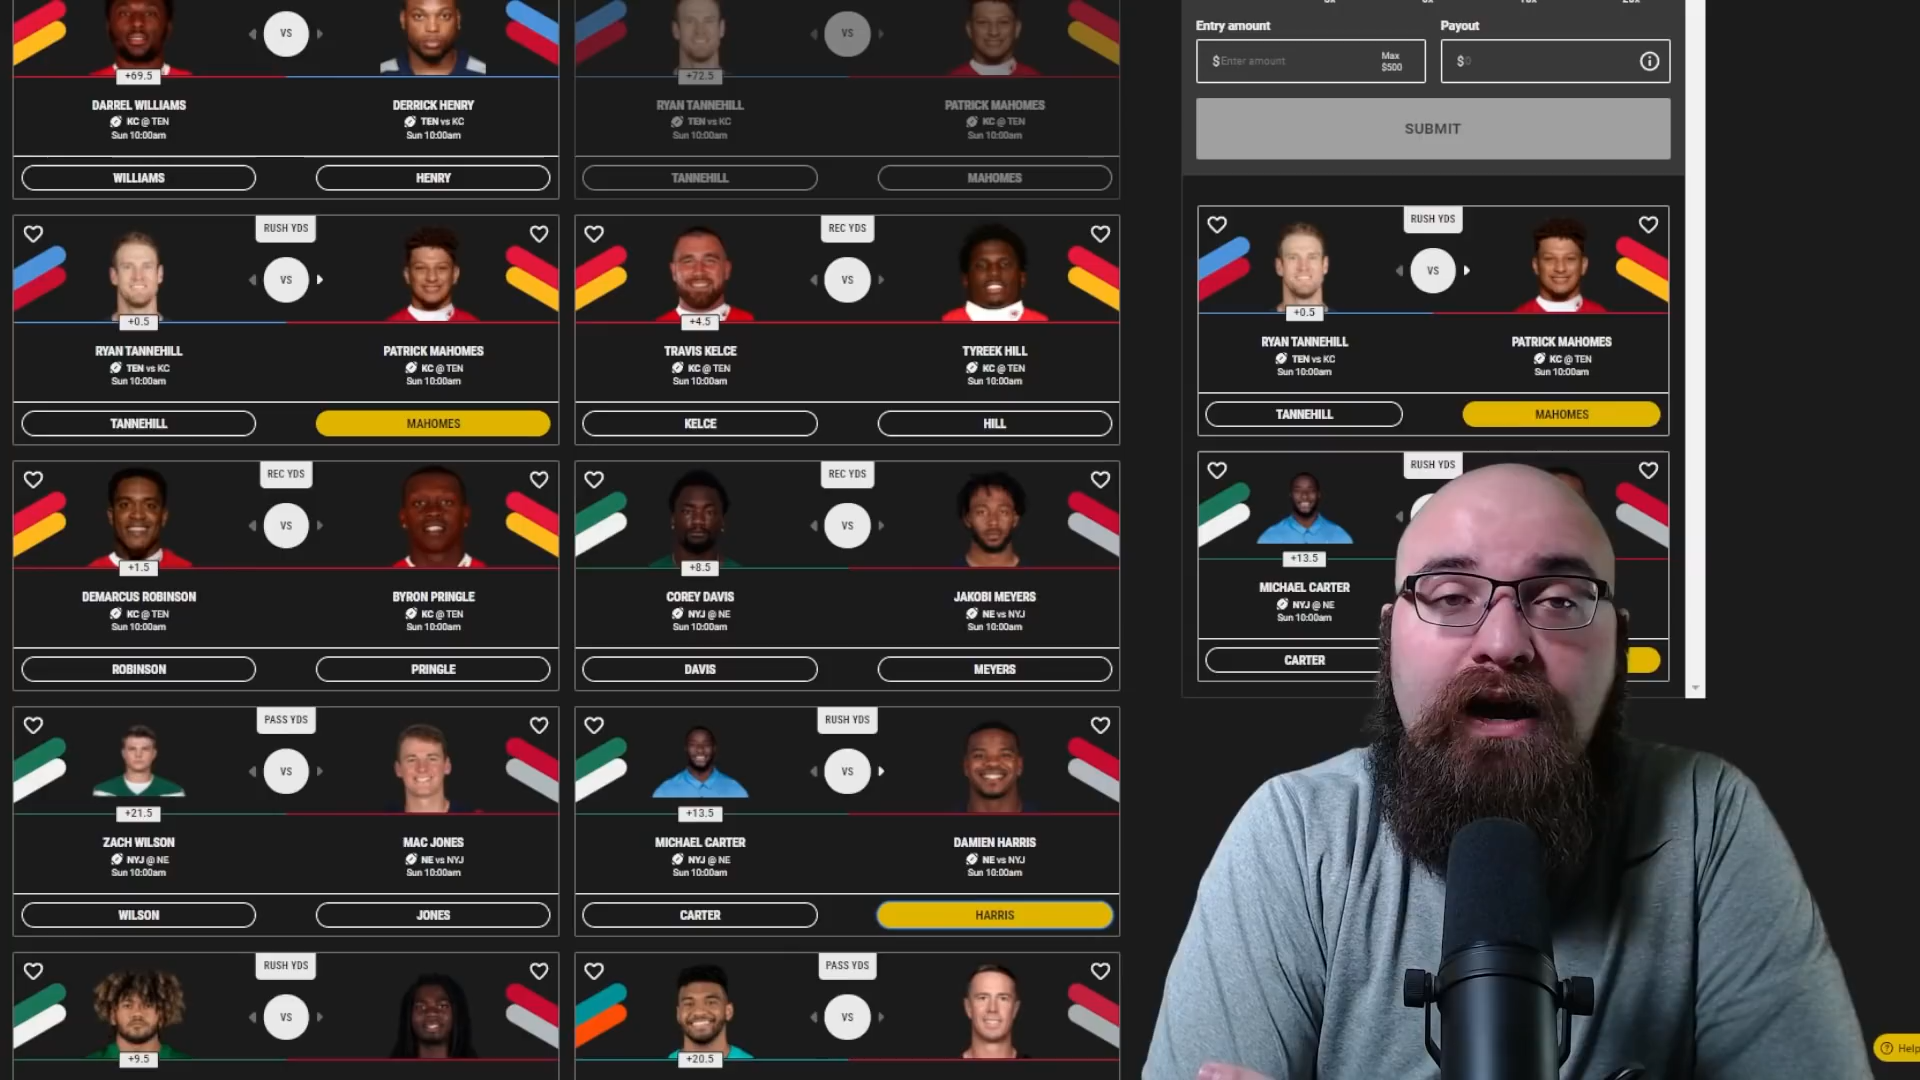 Entry amount
Payout
$Enter amount
Max
$500
$0
SUBMIT
VS
+69.5
DARREL WILLIAMS
KC @ TEN
Sun 10:00am
DERRICK HENRY
TEN vs KC
Sun 10:00am
WILLIAMS
HENRY
VS
+72.5
RYAN TANNEHILL
TEN vs KC
Sun 10:00am
PATRICK MAHOMES
KC @ TEN
Sun 10:00am
TANNEHILL
MAHOMES
RUSH YDS
VS
+0.5
RYAN TANNEHILL
TEN vs KC
Sun 10:00am
PATRICK MAHOMES
KC @ TEN
Sun 10:00am
TANNEHILL
MAHOMES
REC YDS
VS
+4.5
TRAVIS KELCE
KC @ TEN
Sun 10:00am
TYREEK HILL
KC @ TEN
Sun 10:00am
KELCE
HILL
RUSH YDS
VS
+0.5
RYAN TANNEHILL
TEN vs KC
Sun 10:00am
PATRICK MAHOMES
KC @ TEN
Sun 10:00am
TANNEHILL
MAHOMES
REC YDS
VS
+1.5
DEMARCUS ROBINSON
KC @ TEN
Sun 10:00am
BYRON PRINGLE
KC @ TEN
Sun 10:00am
ROBINSON
PRINGLE
REC YDS
VS
+8.5
COREY DAVIS
NYJ @ NE
Sun 10:00am
JAKOBI MEYERS
NE vs NYJ
Sun 10:00am
DAVIS
MEYERS
RUSH YDS
+13.5
MICHAEL CARTER
NYJ @ NE
Sun 10:00am
CARTER
PASS YDS
VS
+21.5
ZACH WILSON
NYJ @ NE
Sun 10:00am
MAC JONES
NE vs NYJ
Sun 10:00am
WILSON
JONES
RUSH YDS
VS
+13.5
MICHAEL CARTER
NYJ @ NE
Sun 10:00am
DAMIEN HARRIS
NE vs NYJ
Sun 10:00am
CARTER
HARRIS
RUSH YDS
VS
+9.5
PASS YDS
VS
+20.5
Help